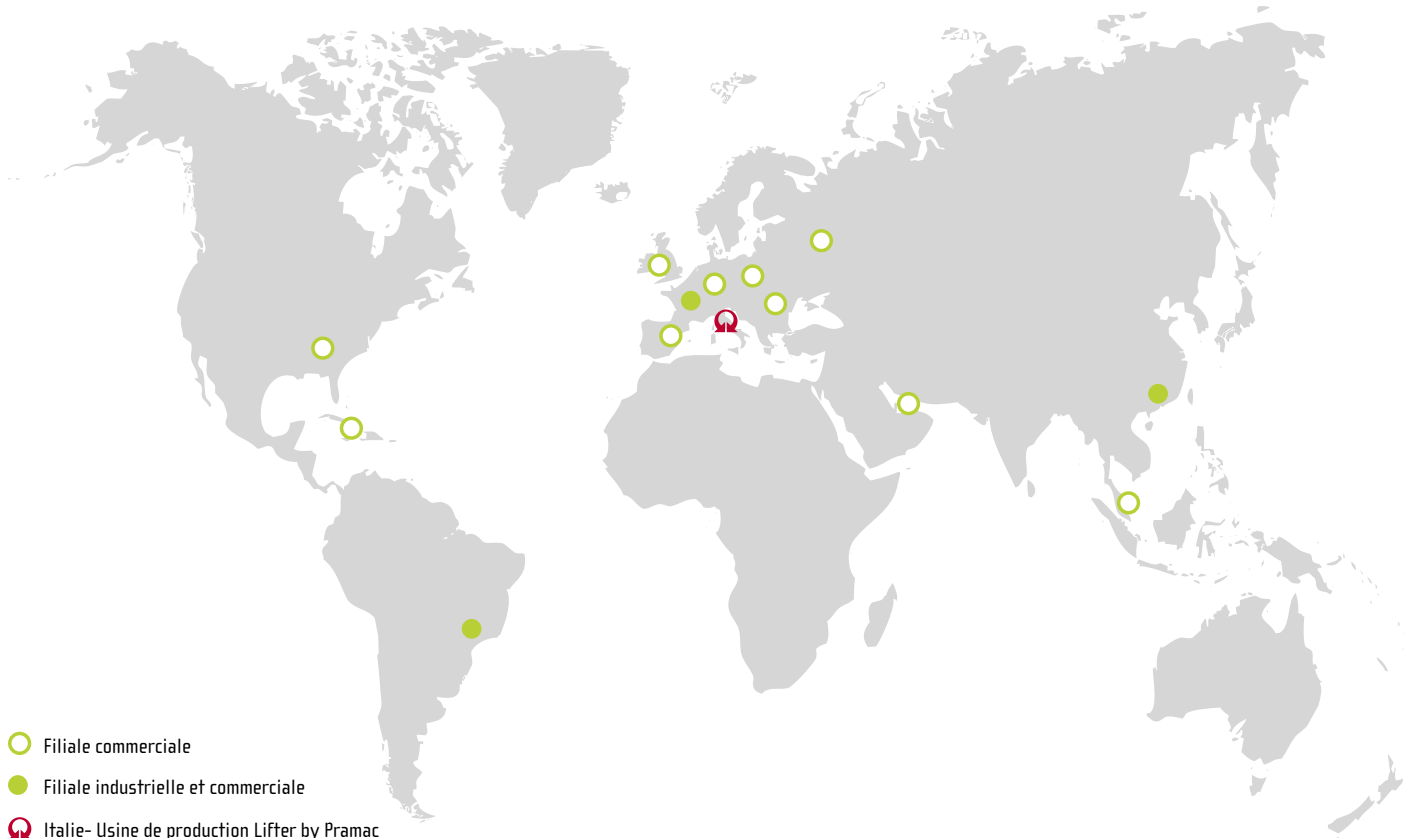 Filiale commerciale
Filiale industrielle et commerciale
Italie- Usine de production Lifter by Pramac